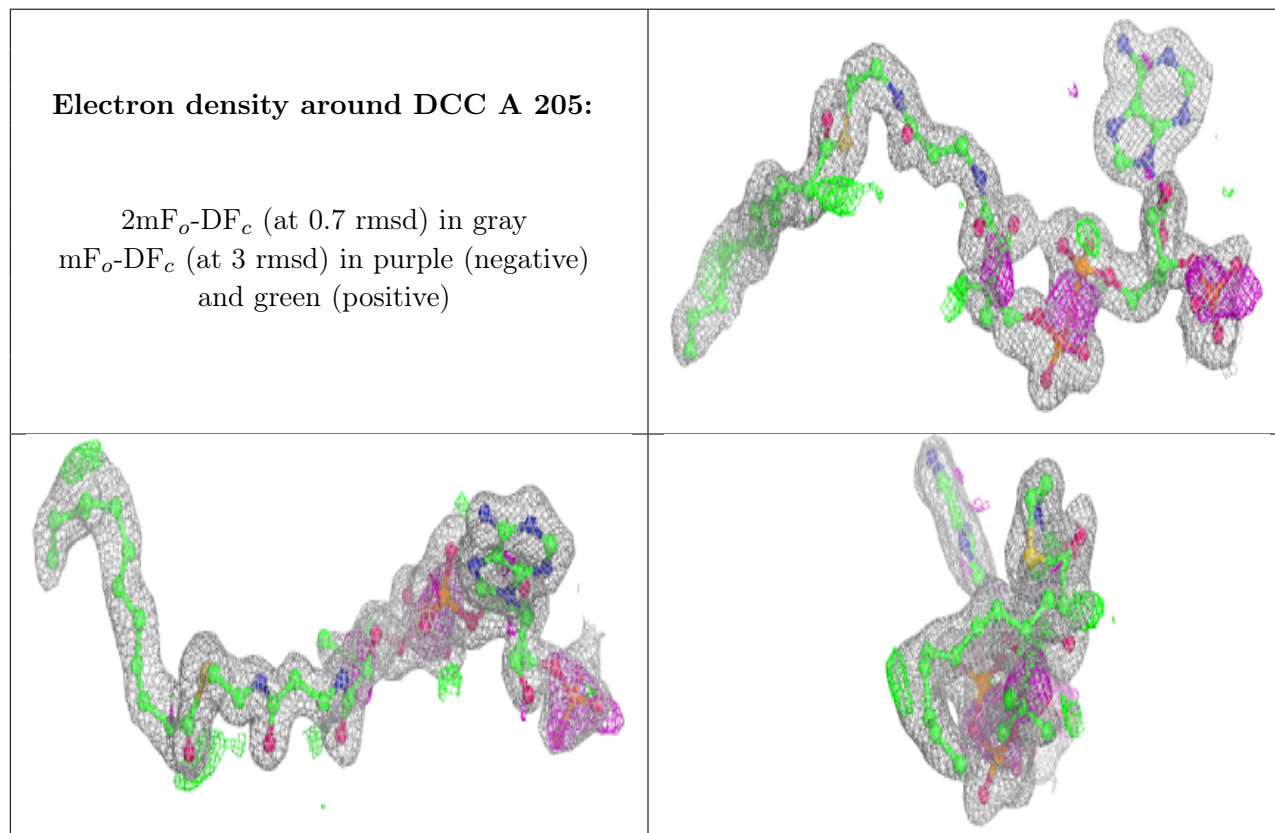 Electron density around DCC A 205:
2mFo-DFc (at 0.7 rmsd) in gray
mFo-DFc (at 3 rmsd) in purple (negative)
and green (positive)